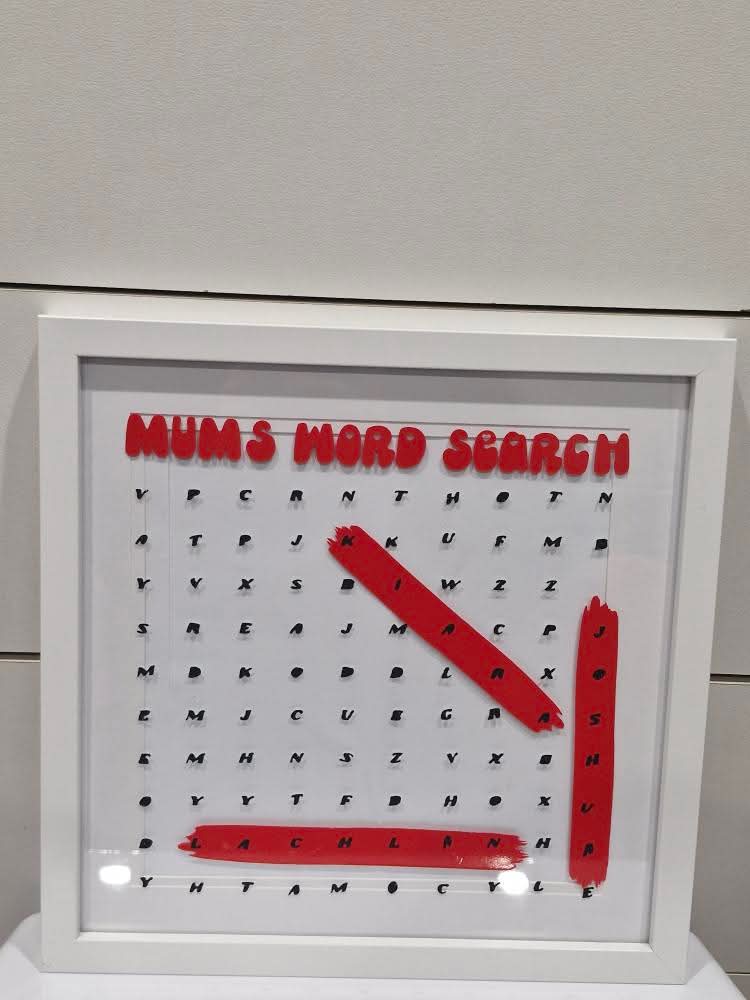 MUMS WORD SEARCH
V P C R N T H O T N
A T P J K K U F M B
Y V X S B I W Z Z
S R E A J M A C P J
M D K O D D L R X O
E M J C U E G R A S
E M H N S Z V X B H
O Y Y T F D H O X U
D L A C H L A N H A
Y H T A M O C Y L E